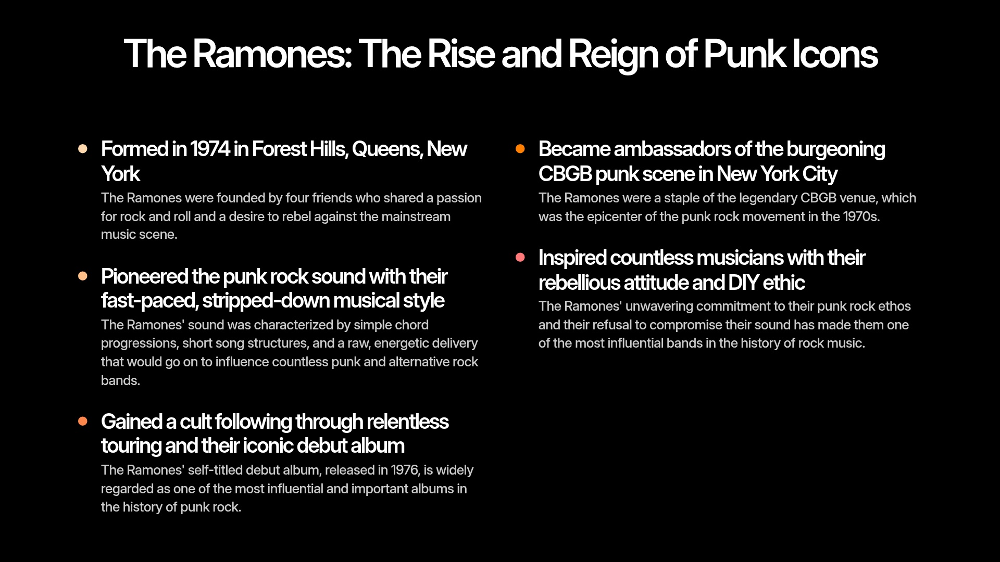 The Ramones: The Rise and Reign of Punk Icons
Formed in 1974 in Forest Hills, Queens, New
York
The Ramones were founded by four friends who shared a passion
for rock and roll and a desire to rebel against the mainstream
music scene.
Pioneered the punk rock sound with their
fast-paced, stripped-down musical style
The Ramones' sound was characterized by simple chord
progressions, short song structures, and a raw, energetic delivery
that would go on to influence countless punk and alternative rock
bands.
Gained a cult following through relentless
touring and their iconic debut album
The Ramones' self-titled debut album, released in 1976, is widely
regarded as one of the most influential and important albums in
the history of punk rock.
Became ambassadors of the burgeoning
CBGB punk scene in New York City
The Ramones were a staple of the legendary CBGB venue, which
was the epicenter of the punk rock movement in the 1970s.
Inspired countless musicians with their
rebellious attitude and DIY ethic
The Ramones' unwavering commitment to their punk rock ethos
and their refusal to compromise their sound has made them one
of the most influential bands in the history of rock music.